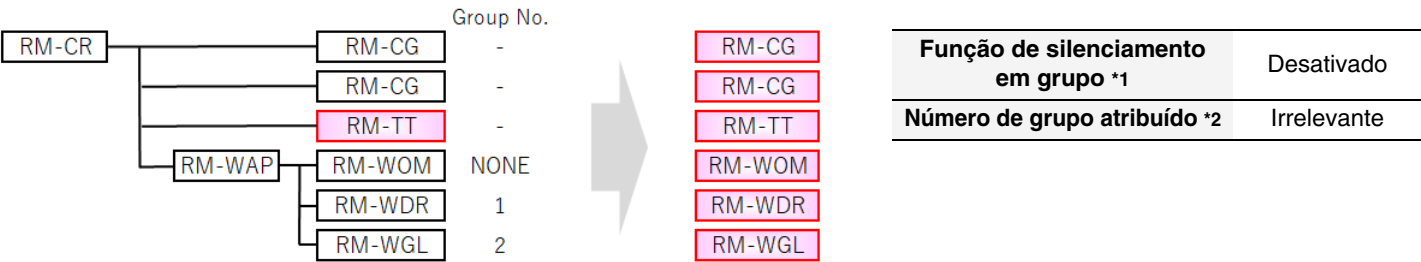 Group No.
RM-CR RM-CG - RM-CG
RM-CG - RM-CG
RM-TT - RM-TT
RM-WAP RM-WOM NONE RM-WOM
RM-WDR 1 RM-WDR
RM-WGL 2 RM-WGL
Função de silenciamento
em grupo *1 Desativado
Número de grupo atribuído *2 Irrelevante